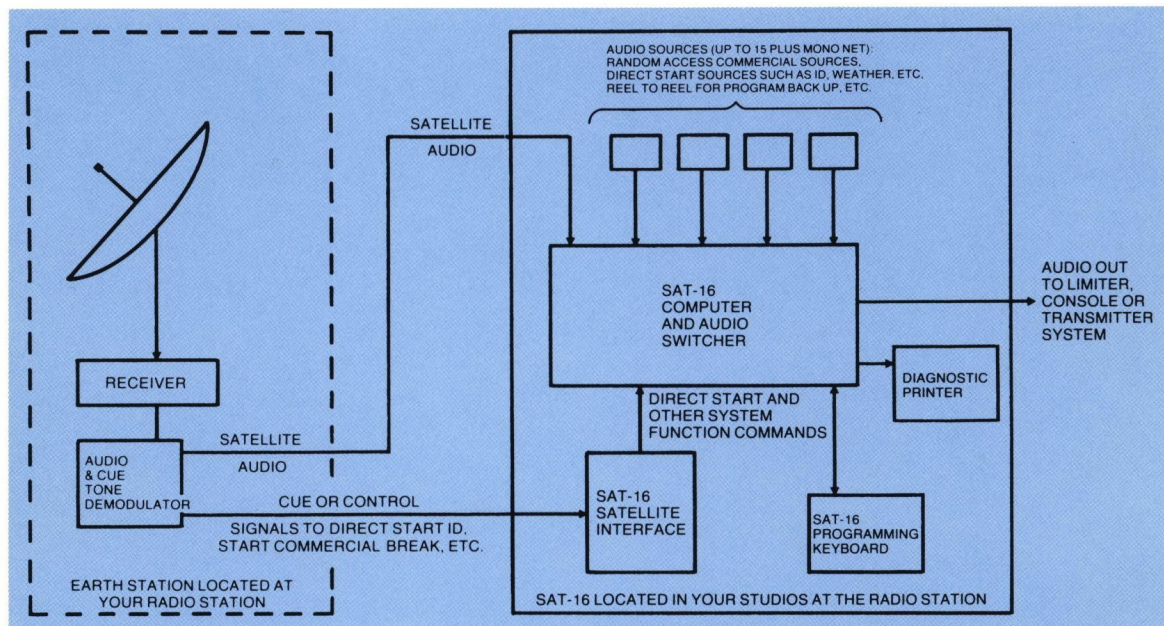 AUDIO SOURCES (UP TO 15 PLUS MONO NET):
RANDOM ACCESS COMMERCIAL SOURCES,
DIRECT START SOURCES SUCH AS ID, WEATHER, ETC.
REEL TO REEL FOR PROGRAM BACK UP, ETC.
SATELLITE
AUDIO
SAT-16
COMPUTER
AND AUDIO
SWITCHER
AUDIO OUT
TO LIMITER,
CONSOLE OR
TRANSMITTER
SYSTEM
RECEIVER
DIAGNOSTIC
PRINTER
DIRECT START AND
OTHER SYSTEM
FUNCTION COMMANDS
AUDIO
& CUE
TONE
DEMODULATOR
SATELLITE
AUDIO
CUE OR CONTROL
SIGNALS TO DIRECT START ID,
START COMMERCIAL BREAK, ETC.
SAT-16
SATELLITE
INTERFACE
SAT-16
PROGRAMMING
KEYBOARD
EARTH STATION LOCATED AT
YOUR RADIO STATION
SAT-16 LOCATED IN YOUR STUDIOS AT THE RADIO STATION